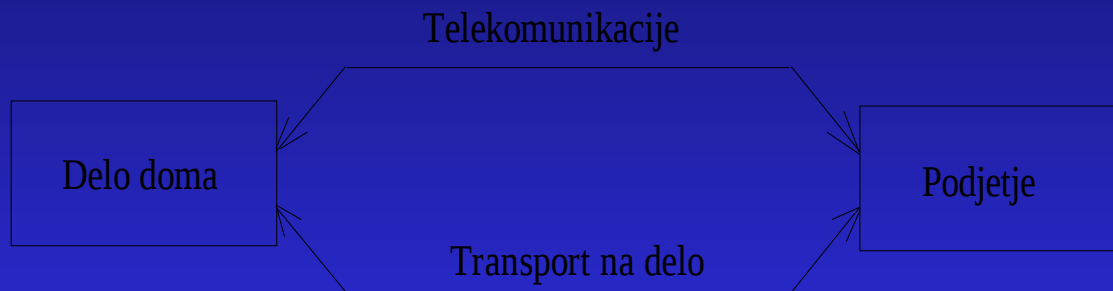 Telekomunikacije
Delo doma
Podjetje
Transport na delo